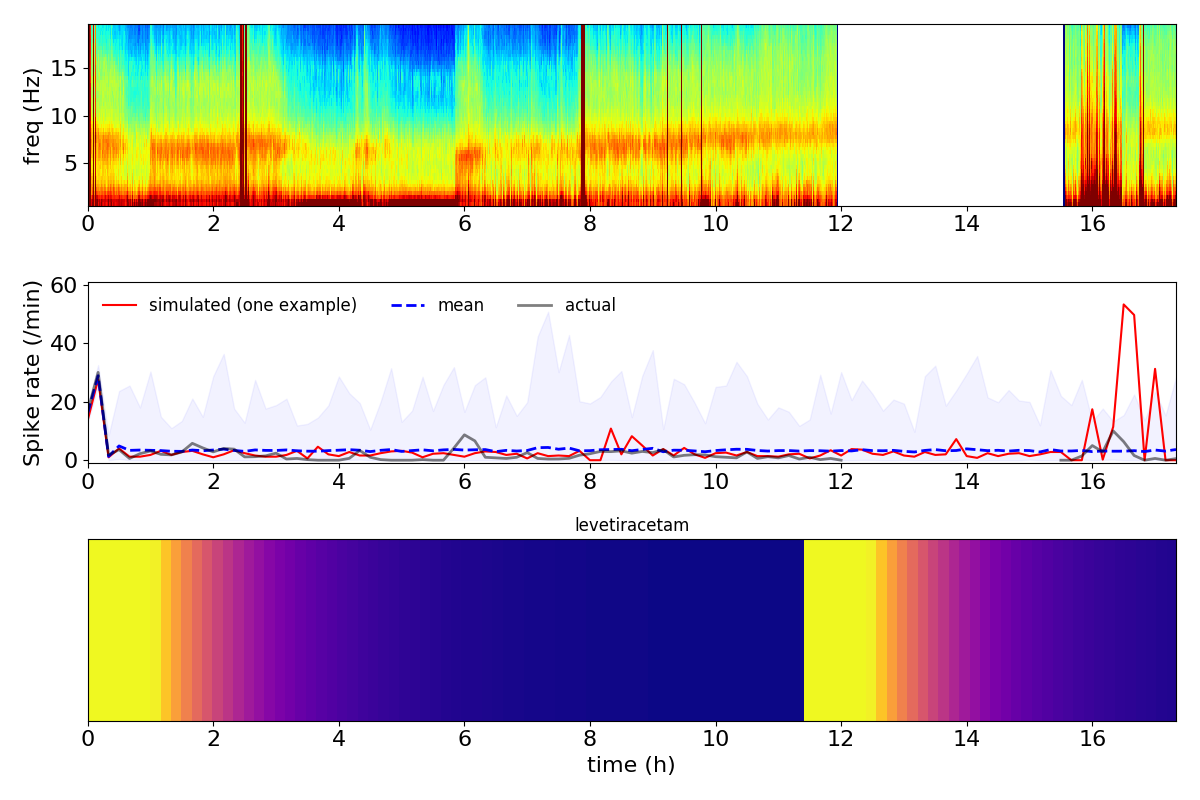 freq (Hz)
15
10
5
0 2 4 6 8 10 12 14 16
Spike rate (/min)
60
40
20
0
simulated (one example) mean actual
0 2 4 6 8 10 12 14 16
levetiracetam
0 2 4 6 8 10 12 14 16
time (h)